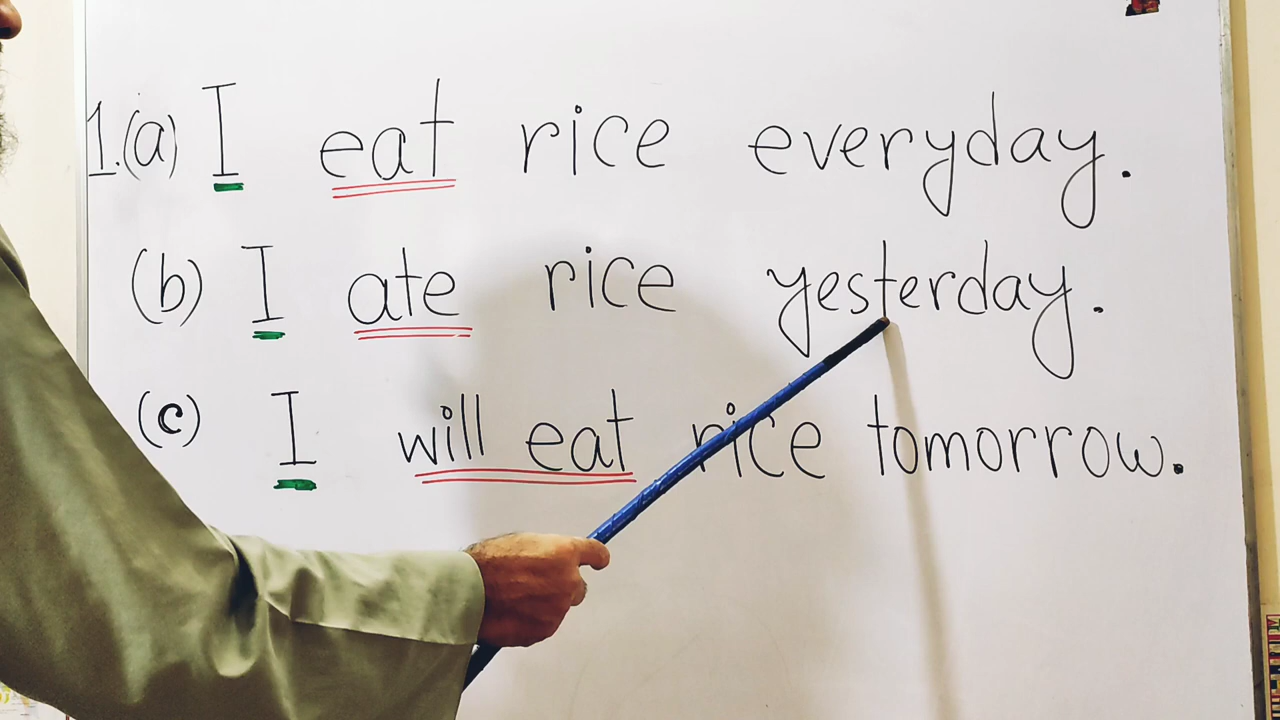 1.(a) I eat rice everyday.
(b) I ate rice yesterday.
(c) I will eat rice tomorrow.